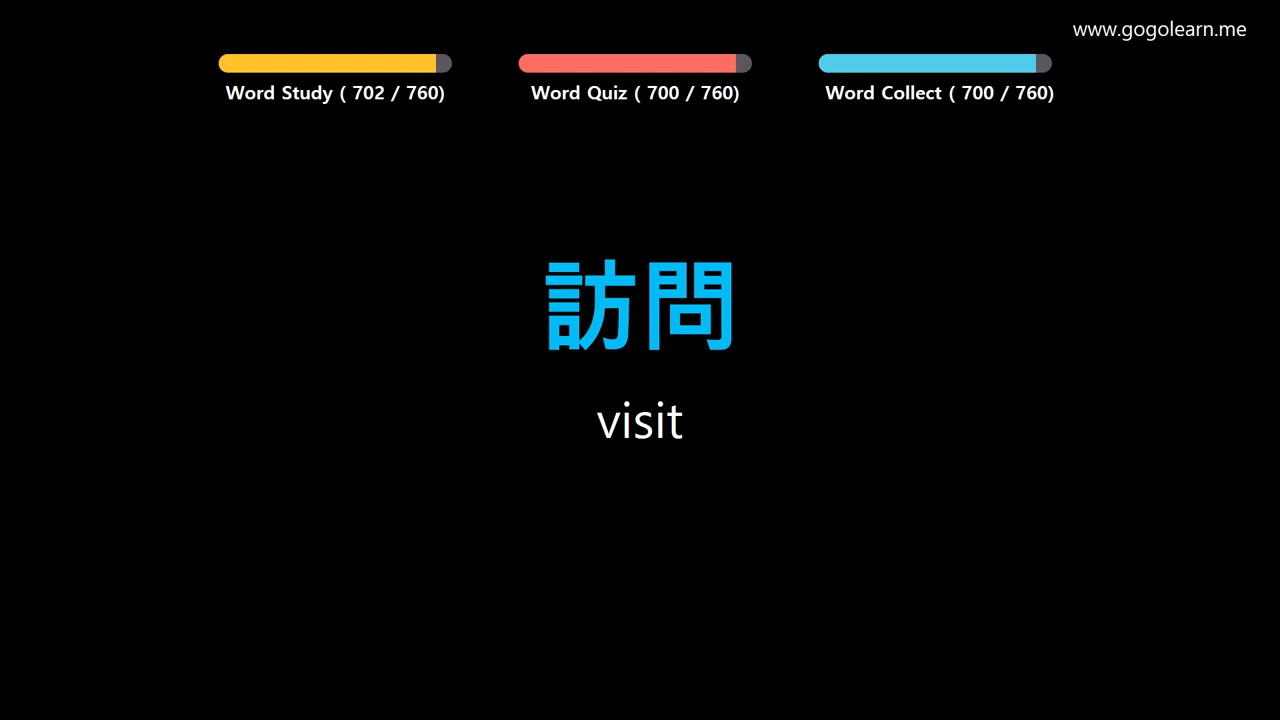 www.gogolearn.me
Word Study ( 702 / 760)
Word Quiz ( 700 / 760)
Word Collect ( 700 / 760)
訪問
visit